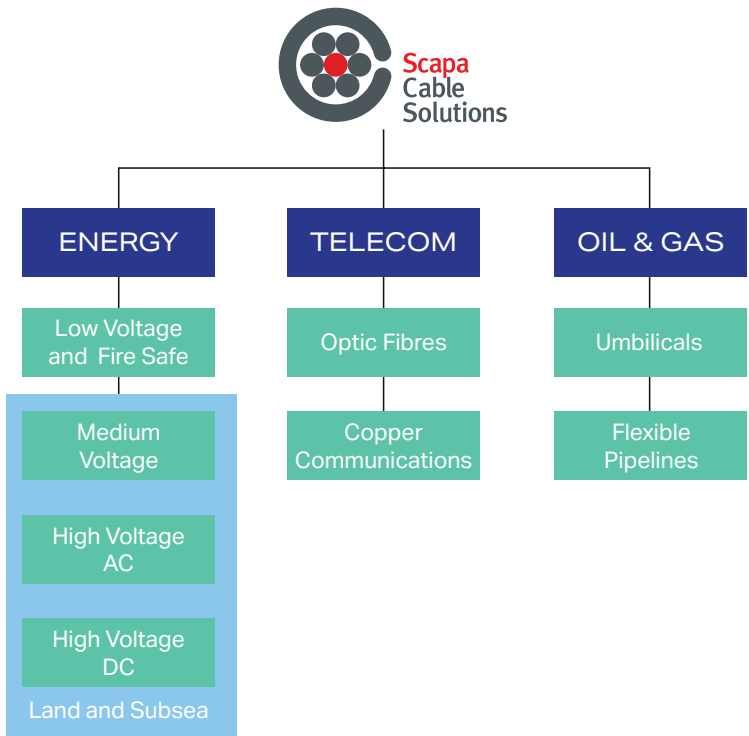 Scapa
Cable
Solutions
ENERGY
TELECOM
OIL & GAS
Low Voltage
and Fire Safe
Optic Fibres
Umbilicals
Medium
Voltage
Copper
Communications
Flexible
Pipelines
High Voltage
AC
High Voltage
DC
Land and Subsea